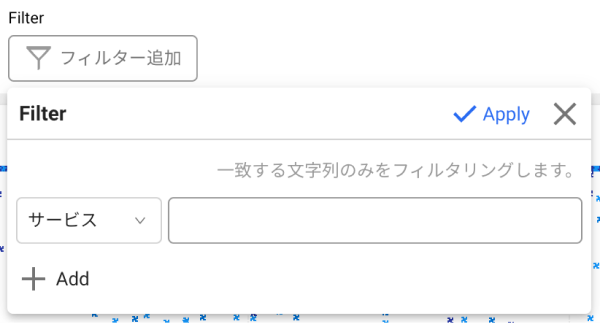 Filter
フィルター追加
Filter
Apply
一致する文字列のみをフィルタリングします。
サービス
Add